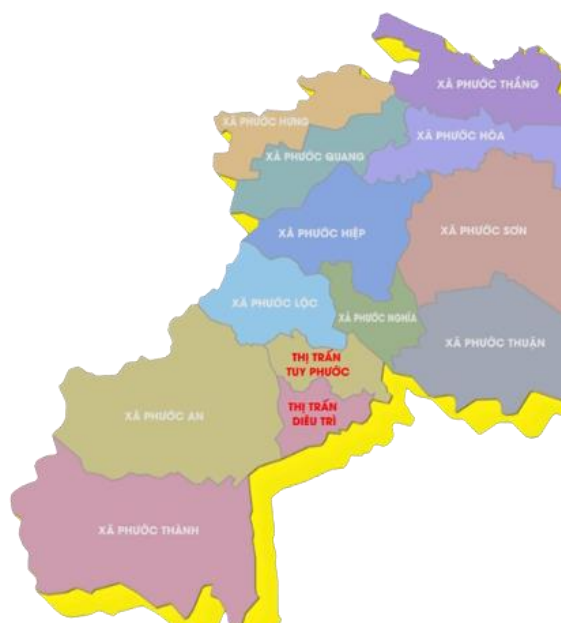 XÃ PHƯỚC THẮNG
XÃ PHƯỚC HƯNG
XÃ PHƯỚC HÒA
XÃ PHƯỚC QUANG
XÃ PHƯỚC HIỆP
XÃ PHƯỚC SƠN
XÃ PHƯỚC LỘC
XÃ PHƯỚC NGHĨA
XÃ PHƯỚC THUẬN
THỊ TRẤN
TUY PHƯỚC
XÃ PHƯỚC AN
THỊ TRẤN
DIÊU TRÌ
XÃ PHƯỚC THÀNH